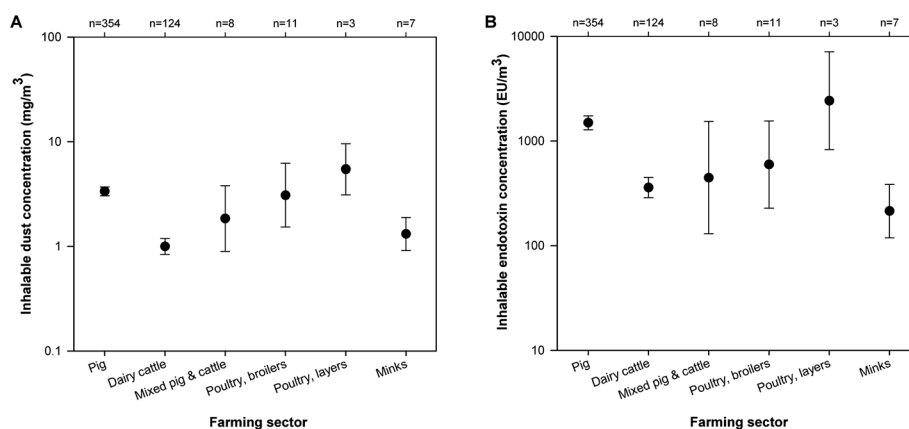 A
n=354 n=124 n=8 n=11 n=3 n=7
Inhalable dust concentration (mg/m³)
100
10
1
0.1
Pig
Dairy cattle
Mixed pig & cattle
Poultry, broilers
Poultry, layers
Minks
Farming sector
B
n=354 n=124 n=8 n=11 n=3 n=7
Inhalable endotoxin concentration (EU/m³)
10000
1000
100
10
Pig
Dairy cattle
Mixed pig & cattle
Poultry, broilers
Poultry, layers
Minks
Farming sector